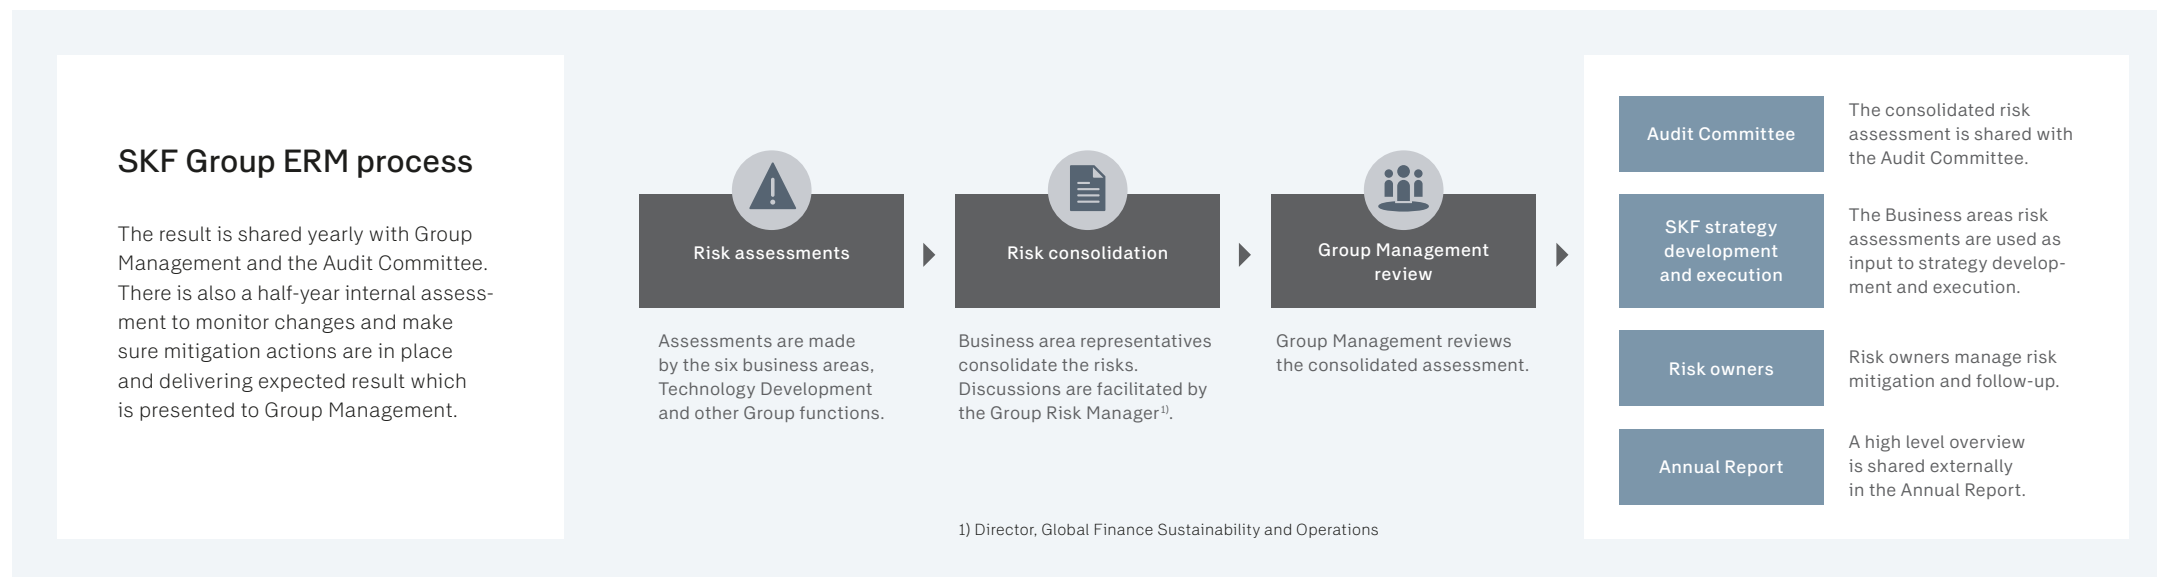 SKF Group ERM process
The result is shared yearly with Group
Management and the Audit Committee.
There is also a half-year internal assess-
ment to monitor changes and make
sure mitigation actions are in place
and delivering expected result which
is presented to Group Management.
Risk assessments
Assessments are made
by the six business areas,
Technology Development
and other Group functions.
Risk consolidation
Business area representatives
consolidate the risks.
Discussions are facilitated by
the Group Risk Manager¹⁾.
Group Management
review
Group Management reviews
the consolidated assessment.
1) Director, Global Finance Sustainability and Operations
Audit Committee
The consolidated risk
assessment is shared with
the Audit Committee.
SKF strategy
development
and execution
The Business areas risk
assessments are used as
input to strategy develop-
ment and execution.
Risk owners
Risk owners manage risk
mitigation and follow-up.
Annual Report
A high level overview
is shared externally
in the Annual Report.